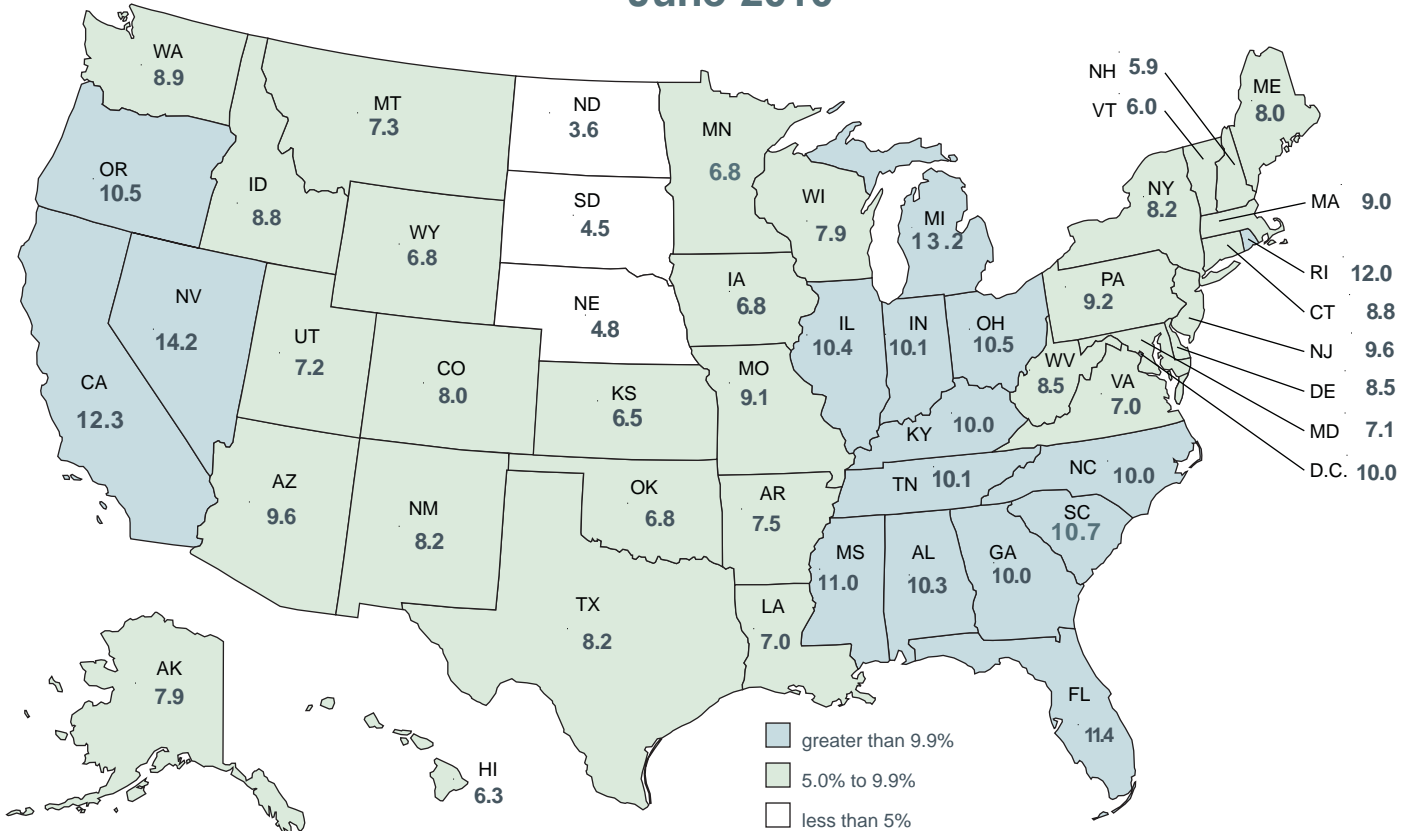 WA
8.9
MT
7.3
ND
3.6
MN
6.8
NH 5.9
VT 6.0
ME
8.0
OR
10.5
ID
8.8
SD
4.5
WI
7.9
MI
13.2
NY
8.2
MA 9.0
WY
6.8
RI 12.0
NV
14.2
NE
4.8
IA
6.8
PA
9.2
CT 8.8
UT
7.2
CO
8.0
IL
10.4
IN
10.1
OH
10.5
NJ 9.6
CA
12.3
KS
6.5
MO
9.1
WV
8.5
VA
7.0
DE 8.5
KY 10.0
MD 7.1
D.C. 10.0
AZ
9.6
NM
8.2
OK
6.8
AR
7.5
TN 10.1
NC 10.0
SC
10.7
MS
11.0
AL
10.3
GA
10.0
TX
8.2
LA
7.0
AK
7.9
FL
11.4
HI
6.3
greater than 9.9%
5.0% to 9.9%
less than 5%